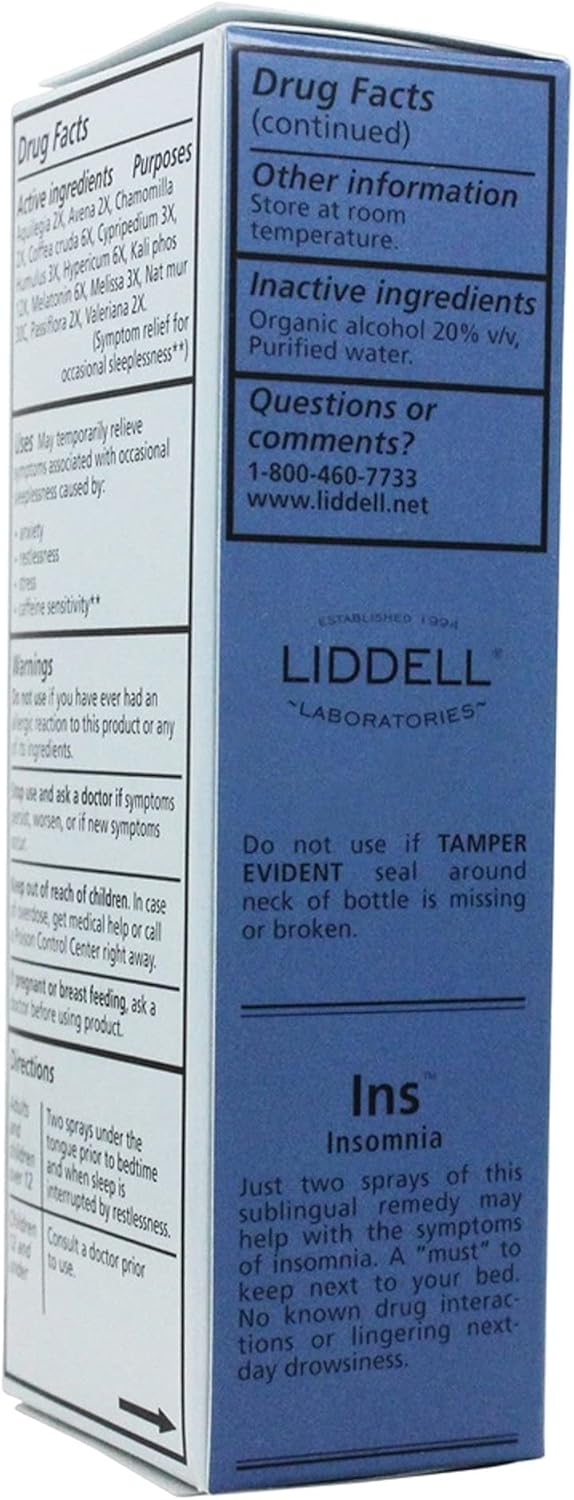 Drug Facts
Active ingredients Purposes
Aquilegia 2X, Avena 2X, Chamomilla
2X, Coffea cruda 6X, Cypripedium 3X,
Humulus 3X, Hypericum 6X, Kali phos
12X, Melatonin 6X, Melissa 3X, Nat mur
30C, Passiflora 2X, Valeriana 2X.
(Symptom relief for
occasional sleeplessness**)
Uses May temporarily relieve
symptoms associated with occasional
sleeplessness caused by:
• anxiety
• restlessness
• stress
• caffeine sensitivity**
Warnings
Do not use if you have ever had an
allergic reaction to this product or any
of its ingredients.
Stop use and ask a doctor if symptoms
persist, worsen, or if new symptoms
occur.
Keep out of reach of children. In case
of overdose, get medical help or call
a Poison Control Center right away.
If pregnant or breast feeding, ask a
doctor before using product.
Directions
Adults
and
children
over 12
Two sprays under the
tongue prior to bedtime
and when sleep is
interrupted by restlessness.
Children
12 and
under
Consult a doctor prior
to use.
Drug Facts
(continued)
Other information
Store at room
temperature.
Inactive ingredients
Organic alcohol 20% v/v,
Purified water.
Questions or
comments?
1-800-460-7733
www.liddell.net
ESTABLISHED 1994
LIDDELL®
~LABORATORIES~
Do not use if TAMPER
EVIDENT seal around
neck of bottle is missing
or broken.
Ins™
Insomnia
Just two sprays of this
sublingual remedy may
help with the symptoms
of insomnia. A "must" to
keep next to your bed.
No known drug interac-
tions or lingering next-
day drowsiness.